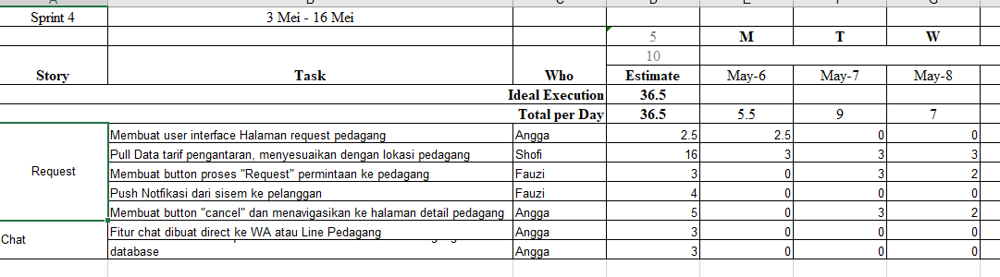 Sprint 4 3 Mei - 16 Mei
5 M T W
10
Story Task Who Estimate May-6 May-7 May-8
Ideal Execution 36.5
Total per Day 36.5 5.5 9 7
Request
Membuat user interface Halaman request pedagang Angga 2.5 2.5 0 0
Pull Data tarif pengantaran, menyesuaikan dengan lokasi pedagang Shofi 16 3 3 3
Membuat button proses "Request" permintaan ke pedagang Fauzi 3 0 3 2
Push Notfikasi dari sisem ke pelanggan Fauzi 4 0 0 0
Membuat button "cancel" dan menavigasikan ke halaman detail pedagang Angga 5 0 3 2
Chat
Fitur chat dibuat direct ke WA atau Line Pedagang Angga 3 0 0 0
database Angga 3 0 0 0